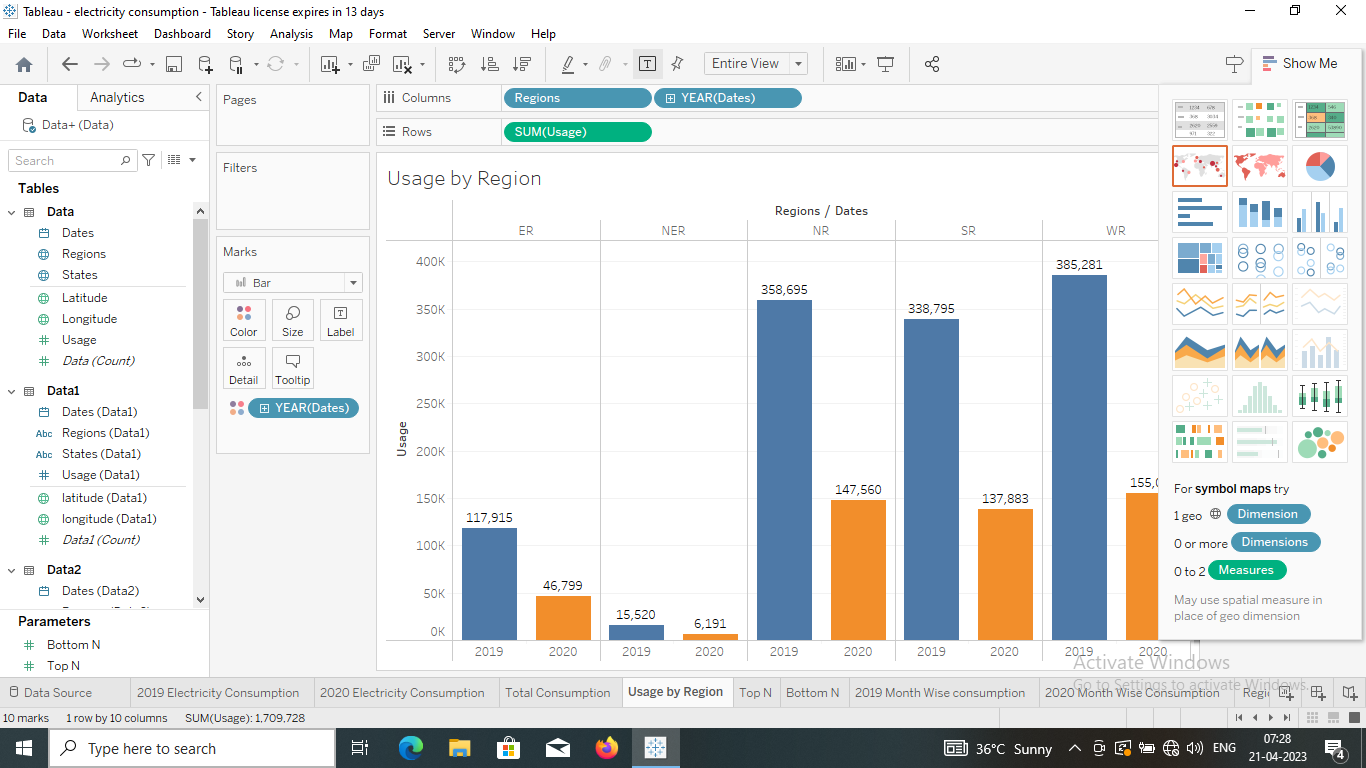 Tableau - electricity consumption - Tableau license expires in 13 days
File Data Worksheet Dashboard Story Analysis Map Format Server Window Help
Entire View
Show Me
Data Analytics
Data+ (Data)
Search
Tables
Data
Dates
Regions
States
Latitude
Longitude
Usage
Data (Count)
Data1
Dates (Data1)
Abc Regions (Data1)
Abc States (Data1)
Usage (Data1)
latitude (Data1)
longitude (Data1)
Data1 (Count)
Data2
Dates (Data2)
Parameters
Bottom N
Top N
Pages
Filters
Marks
Bar
Color Size Label
Detail Tooltip
YEAR(Dates)
Columns Regions YEAR(Dates)
Rows SUM(Usage)
Usage by Region
Regions / Dates
ER NER NR SR WR
Usage
400K
350K
300K
250K
200K
150K
100K
50K
0K
117,915
46,799
15,520
6,191
358,695
147,560
338,795
137,883
385,281
2019 2020 2019 2020 2019 2020 2019 2020 2019 2020
For symbol maps try
1 geo Dimension
0 or more Dimensions
0 to 2 Measures
May use spatial measure in
place of geo dimension
Activate Windows
Go to Settings to activate Windows.
Data Source 2019 Electricity Consumption 2020 Electricity Consumption Total Consumption Usage by Region Top N Bottom N 2019 Month Wise consumption 2020 Month Wise Consumption
10 marks 1 row by 10 columns SUM(Usage): 1,709,728
Type here to search
36°C Sunny
ENG
07:28
21-04-2023
4